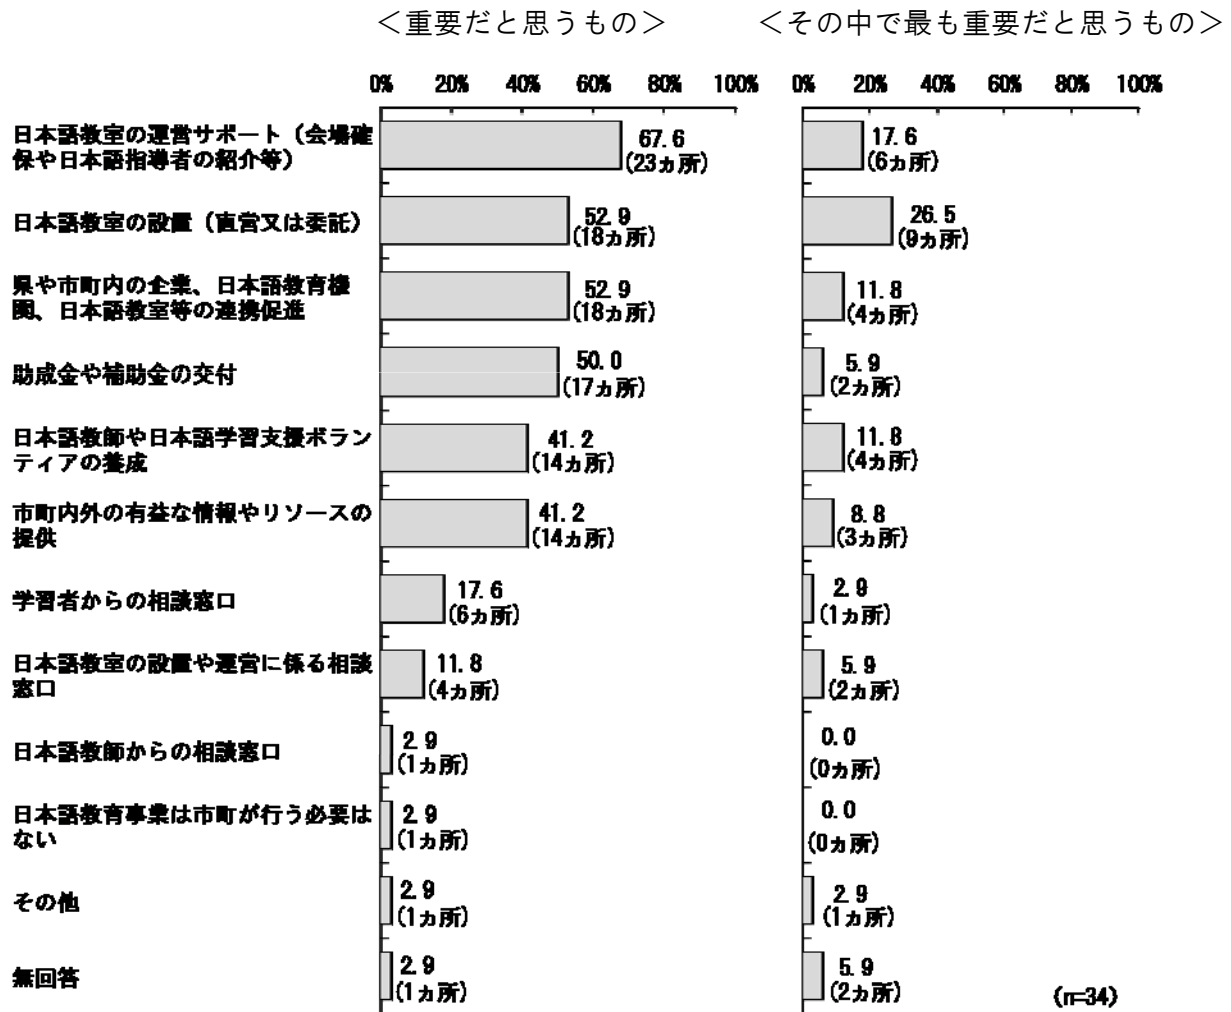 ＜重要だと思うもの＞ ＜その中で最も重要だと思うもの＞
0% 20% 40% 60% 80% 100% 0% 20% 40% 60% 80% 100%
日本語教室の運営サポート（会場確
保や日本語指導者の紹介等）
67.6
(23ヵ所)
17.6
(6ヵ所)
日本語教室の設置（直営又は委託）
52.9
(18ヵ所)
26.5
(9ヵ所)
県や市町内の企業、日本語教育機
関、日本語教室等の連携促進
52.9
(18ヵ所)
11.8
(4ヵ所)
助成金や補助金の交付
50.0
(17ヵ所)
5.9
(2ヵ所)
日本語教師や日本語学習支援ボラン
ティアの養成
41.2
(14ヵ所)
11.8
(4ヵ所)
市町内外の有益な情報やリソースの
提供
41.2
(14ヵ所)
8.8
(3ヵ所)
学習者からの相談窓口
17.6
(6ヵ所)
2.9
(1ヵ所)
日本語教室の設置や運営に係る相談
窓口
11.8
(4ヵ所)
5.9
(2ヵ所)
日本語教師からの相談窓口
2.9
(1ヵ所)
0.0
(0ヵ所)
日本語教育事業は市町が行う必要は
ない
2.9
(1ヵ所)
0.0
(0ヵ所)
その他
2.9
(1ヵ所)
2.9
(1ヵ所)
無回答
2.9
(1ヵ所)
5.9
(2ヵ所)
(n=34)